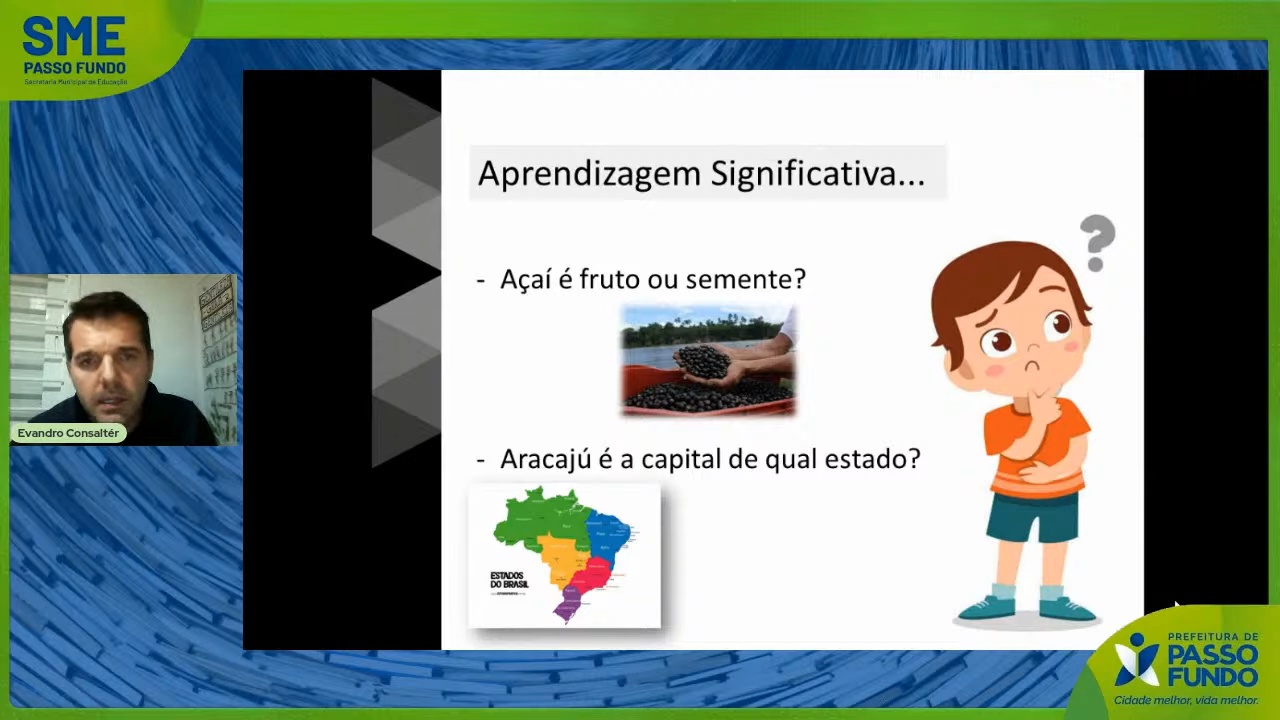 SME
PASSO FUNDO
Secretaria Municipal de Educação
Aprendizagem Significativa...
- Açaí é fruto ou semente?
- Aracajú é a capital de qual estado?
ESTADOS
DO BRASIL
Evandro Consaltér
PREFEITURA DE
PASSO
FUNDO
Cidade melhor, vida melhor.